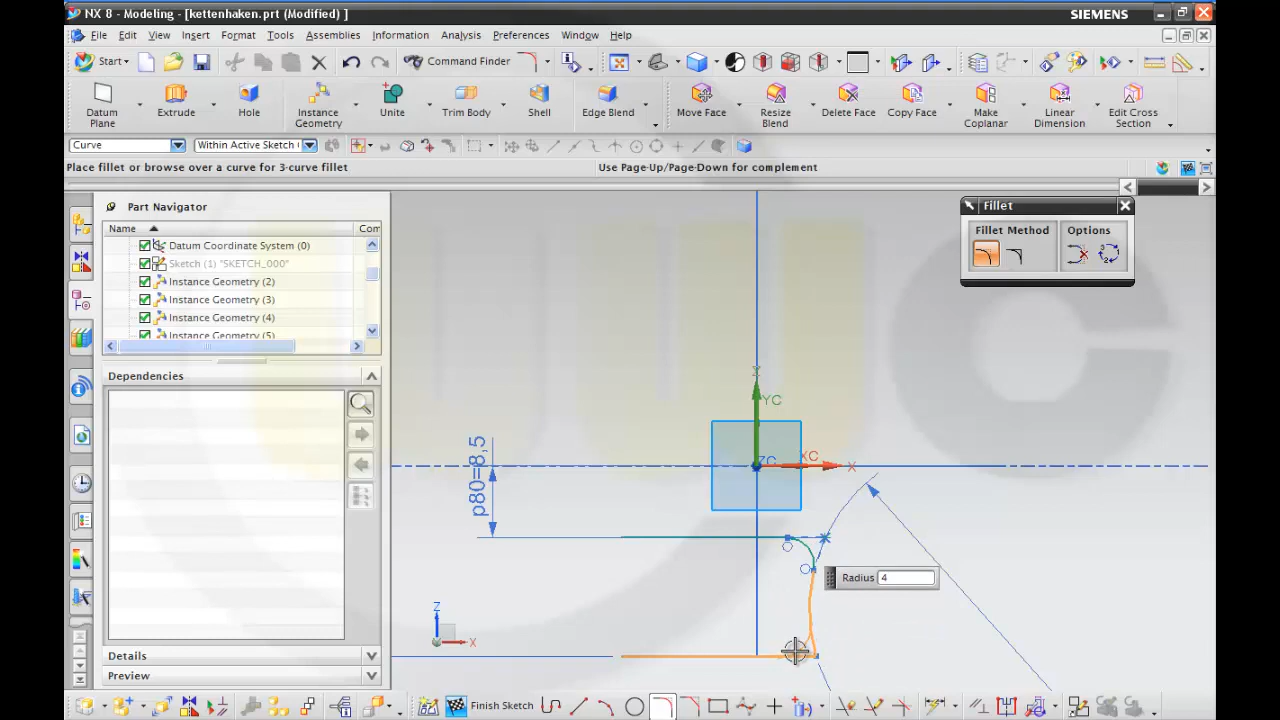 NX 8 - Modeling - [kettenhaken.prt (Modified) ]
SIEMENS
File Edit View Insert Format Tools Assemblies Information Analysis Preferences Window Help
Start Command Finder
Datum Plane Extrude Hole Instance Geometry Unite Trim Body Shell Edge Blend Move Face Resize Blend Delete Face Copy Face Make Coplanar Linear Dimension Edit Cross Section
Curve Within Active Sketch
Place fillet or browse over a curve for 3-curve fillet
Use Page-Up/Page-Down for complement
Part Navigator
Name Com
Datum Coordinate System (0)
Sketch (1) "SKETCH_000"
Instance Geometry (2)
Instance Geometry (3)
Instance Geometry (4)
Instance Geometry (5)
Dependencies
Details
Preview
Fillet
Fillet Method Options
Z
YC
ZC
XC X
p80=8,5
Radius 4
Z
X
Finish Sketch